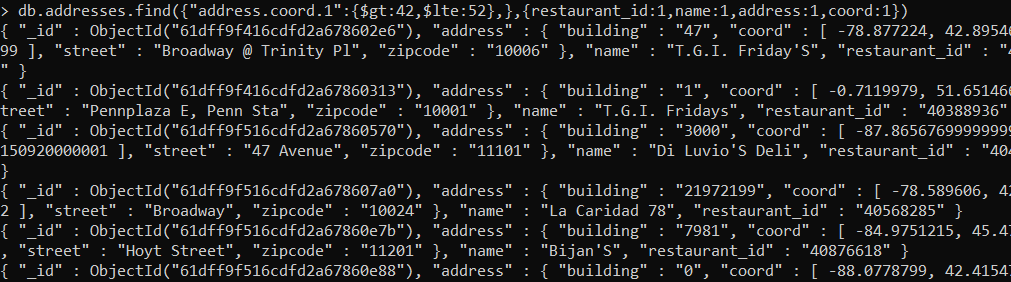 > db.addresses.find({"address.coord.1":{$gt:42,$lte:52},},{restaurant_id:1,name:1,address:1,coord:1})
{ "_id" : ObjectId("61dff9f516cdfd2a678602e6"), "address" : { "building" : "47", "coord" : [ -78.877224, 42.89546
99 ], "street" : "Broadway @ Trinity Pl", "zipcode" : "10006" }, "name" : "T.G.I. Friday'S", "restaurant_id" : "4
" }
{ "_id" : ObjectId("61dff9f416cdfd2a67860313"), "address" : { "building" : "1", "coord" : [ -0.7119979, 51.651466
treet" : "Pennplaza E, Penn Sta", "zipcode" : "10001" }, "name" : "T.G.I. Fridays", "restaurant_id" : "40388936"
{ "_id" : ObjectId("61dff9f516cdfd2a67860570"), "address" : { "building" : "3000", "coord" : [ -87.86567699999999
150920000001 ], "street" : "47 Avenue", "zipcode" : "11101" }, "name" : "Di Luvio'S Deli", "restaurant_id" : "404
}
{ "_id" : ObjectId("61dff9f516cdfd2a678607a0"), "address" : { "building" : "21972199", "coord" : [ -78.589606, 42
2 ], "street" : "Broadway", "zipcode" : "10024" }, "name" : "La Caridad 78", "restaurant_id" : "40568285" }
{ "_id" : ObjectId("61dff9f516cdfd2a67860e7b"), "address" : { "building" : "7981", "coord" : [ -84.9751215, 45.47
, "street" : "Hoyt Street", "zipcode" : "11201" }, "name" : "Bijan'S", "restaurant_id" : "40876618" }
{ "_id" : ObjectId("61dff9f516cdfd2a67860e88"), "address" : { "building" : "0", "coord" : [ -88.0778799, 42.41547